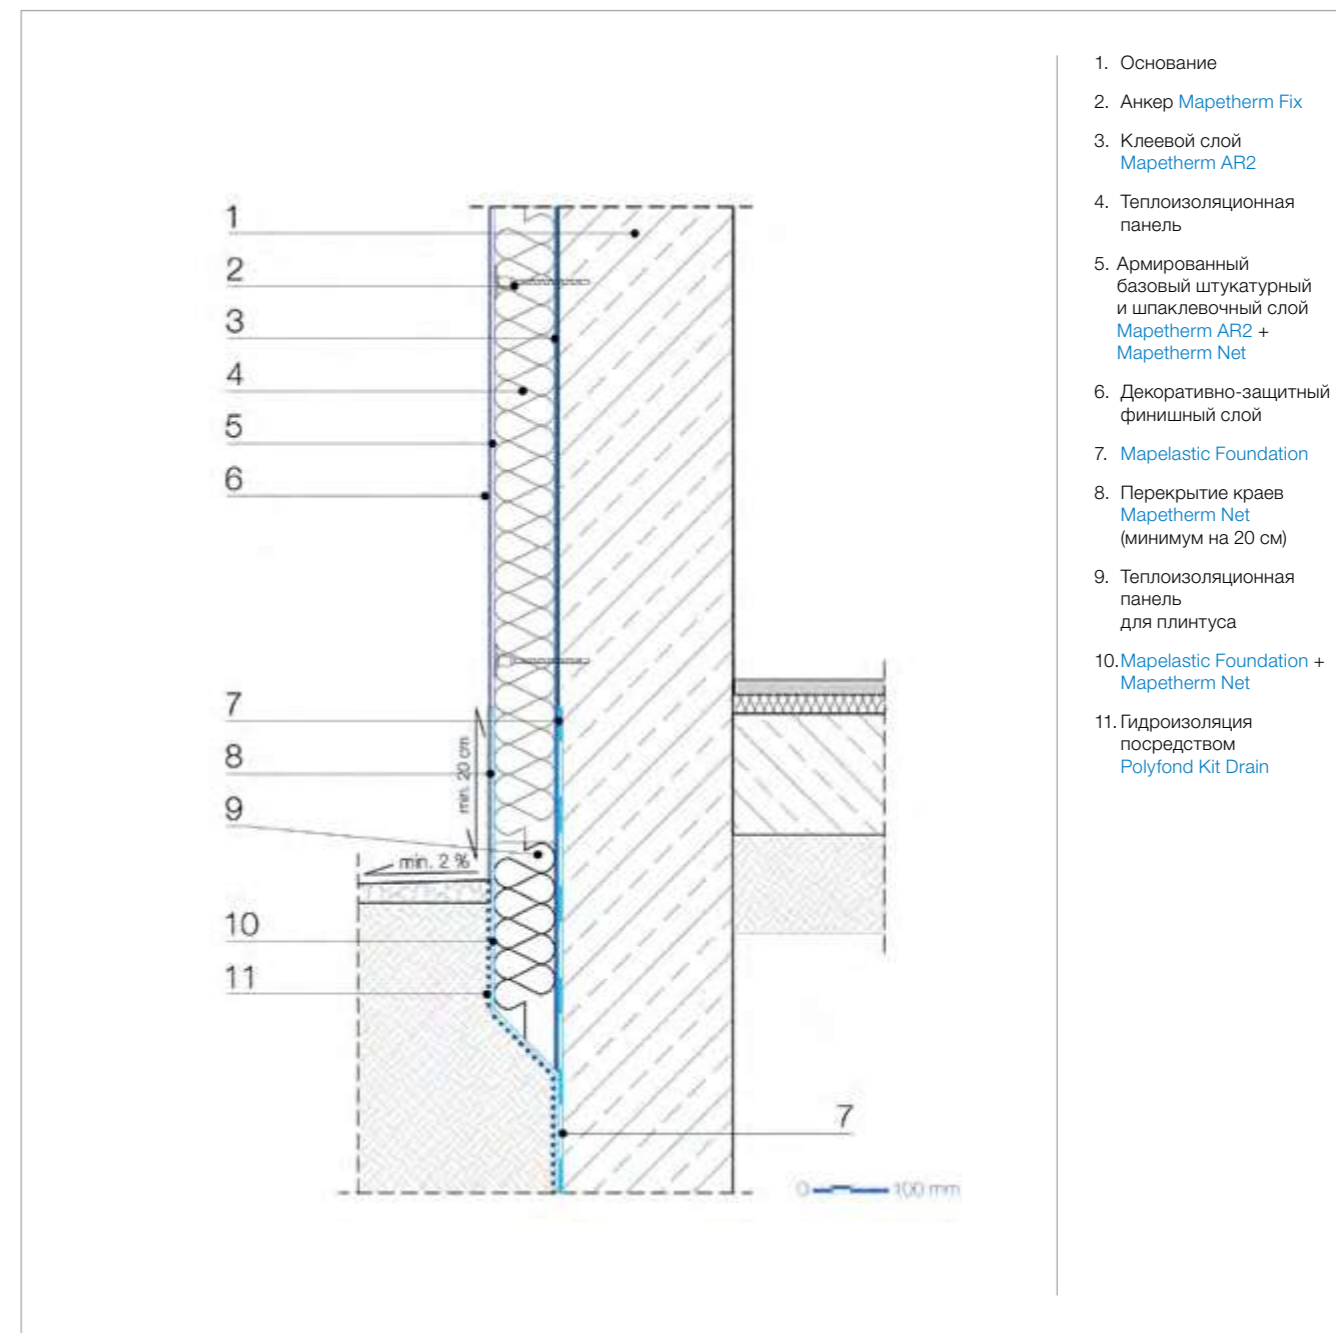 1
2
3
4
5
6
7
8
9
10
11
min. 20 cm
min. 2 %
7
0 100 mm
1. Основание
2. Анкер Mapetherm Fix
3. Клеевой слой
Mapetherm AR2
4. Теплоизоляционная
панель
5. Армированный
базовый штукатурный
и шпаклевочный слой
Mapetherm AR2 +
Mapetherm Net
6. Декоративно-защитный
финишный слой
7. Mapelastic Foundation
8. Перекрытие краев
Mapetherm Net
(минимум на 20 см)
9. Теплоизоляционная
панель
для плинтуса
10. Mapelastic Foundation +
Mapetherm Net
11. Гидроизоляция
посредством
Polyfond Kit Drain